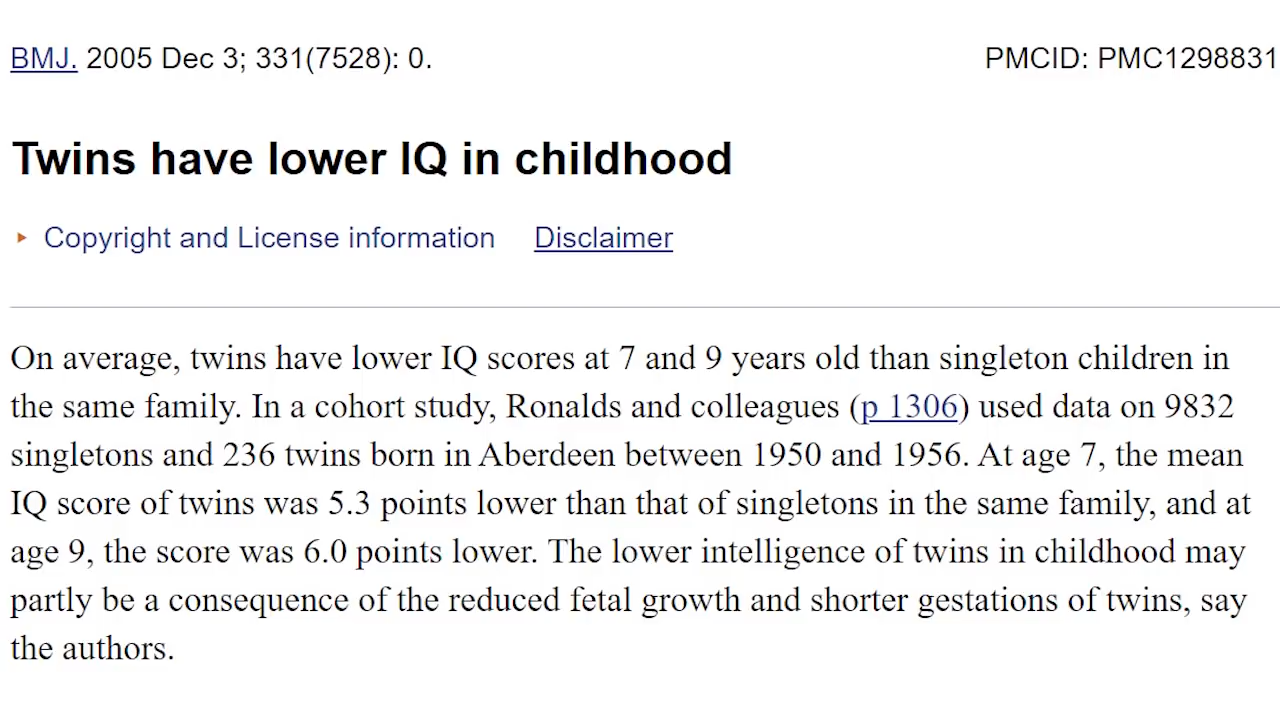 BMJ. 2005 Dec 3; 331(7528): 0. PMCID: PMC1298831
Twins have lower IQ in childhood
Copyright and License information Disclaimer
On average, twins have lower IQ scores at 7 and 9 years old than singleton children in
the same family. In a cohort study, Ronalds and colleagues (p 1306) used data on 9832
singletons and 236 twins born in Aberdeen between 1950 and 1956. At age 7, the mean
IQ score of twins was 5.3 points lower than that of singletons in the same family, and at
age 9, the score was 6.0 points lower. The lower intelligence of twins in childhood may
partly be a consequence of the reduced fetal growth and shorter gestations of twins, say
the authors.